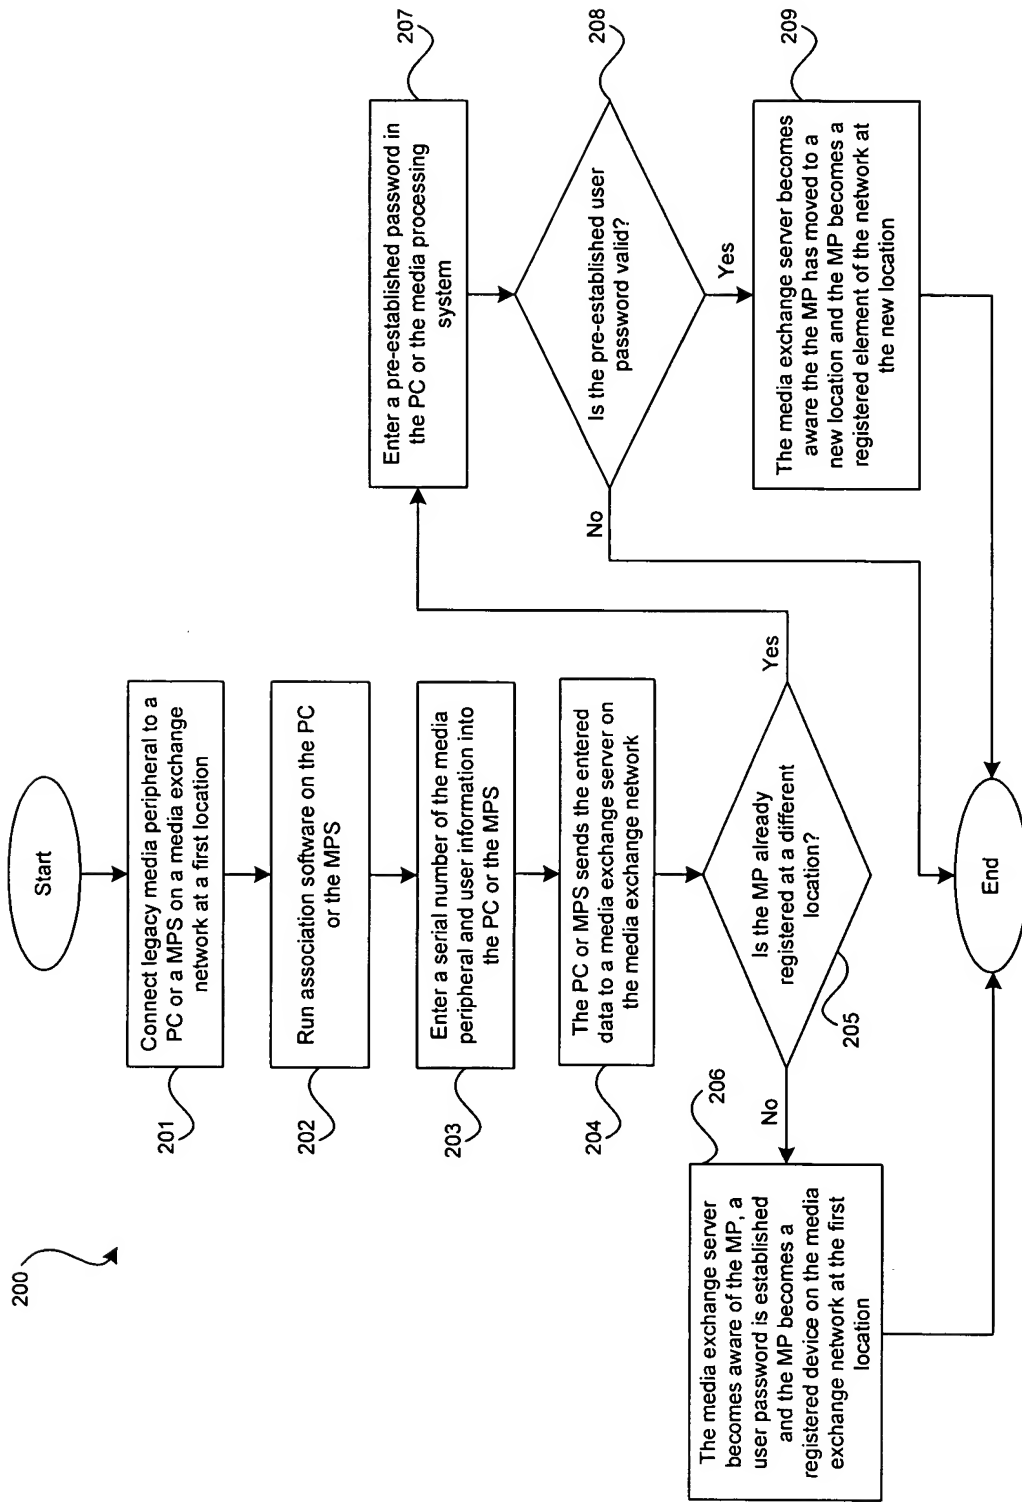 200
Start
Connect legacy media peripheral to a
PC or a MPS on a media exchange
network at a first location
201
Run association software on the PC
or the MPS
202
Enter a serial number of the media
peripheral and user information into
the PC or the MPS
203
The PC or MPS sends the entered
data to a media exchange server on
the media exchange network
204
Is the MP already
registered at a different
location?
205
No
Yes
The media exchange server
becomes aware of the MP, a
user password is established
and the MP becomes a
registered device on the media
exchange network at the first
location
206
Enter a pre-established password in
the PC or the media processing
system
207
Is the pre-established user
password valid?
208
No
Yes
The media exchange server becomes
aware the the MP has moved to a
new location and the MP becomes a
registered element of the network at
the new location
209
End